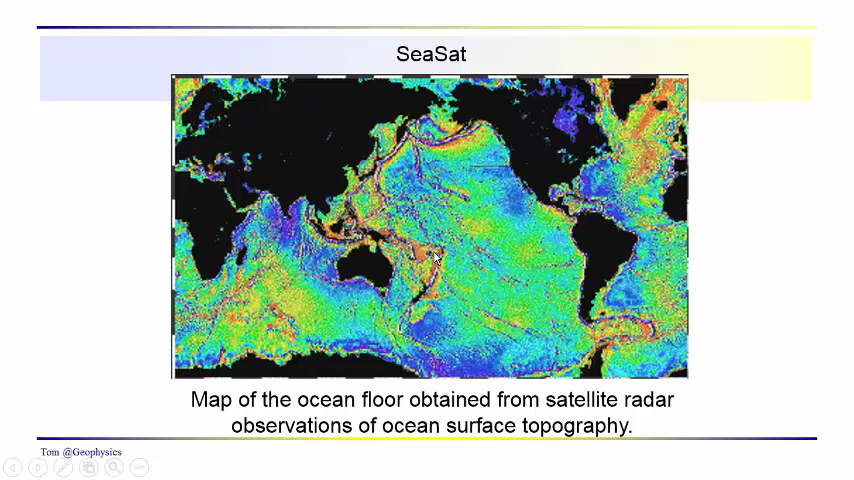 SeaSat
Map of the ocean floor obtained from satellite radar
observations of ocean surface topography.
Tom @Geophysics